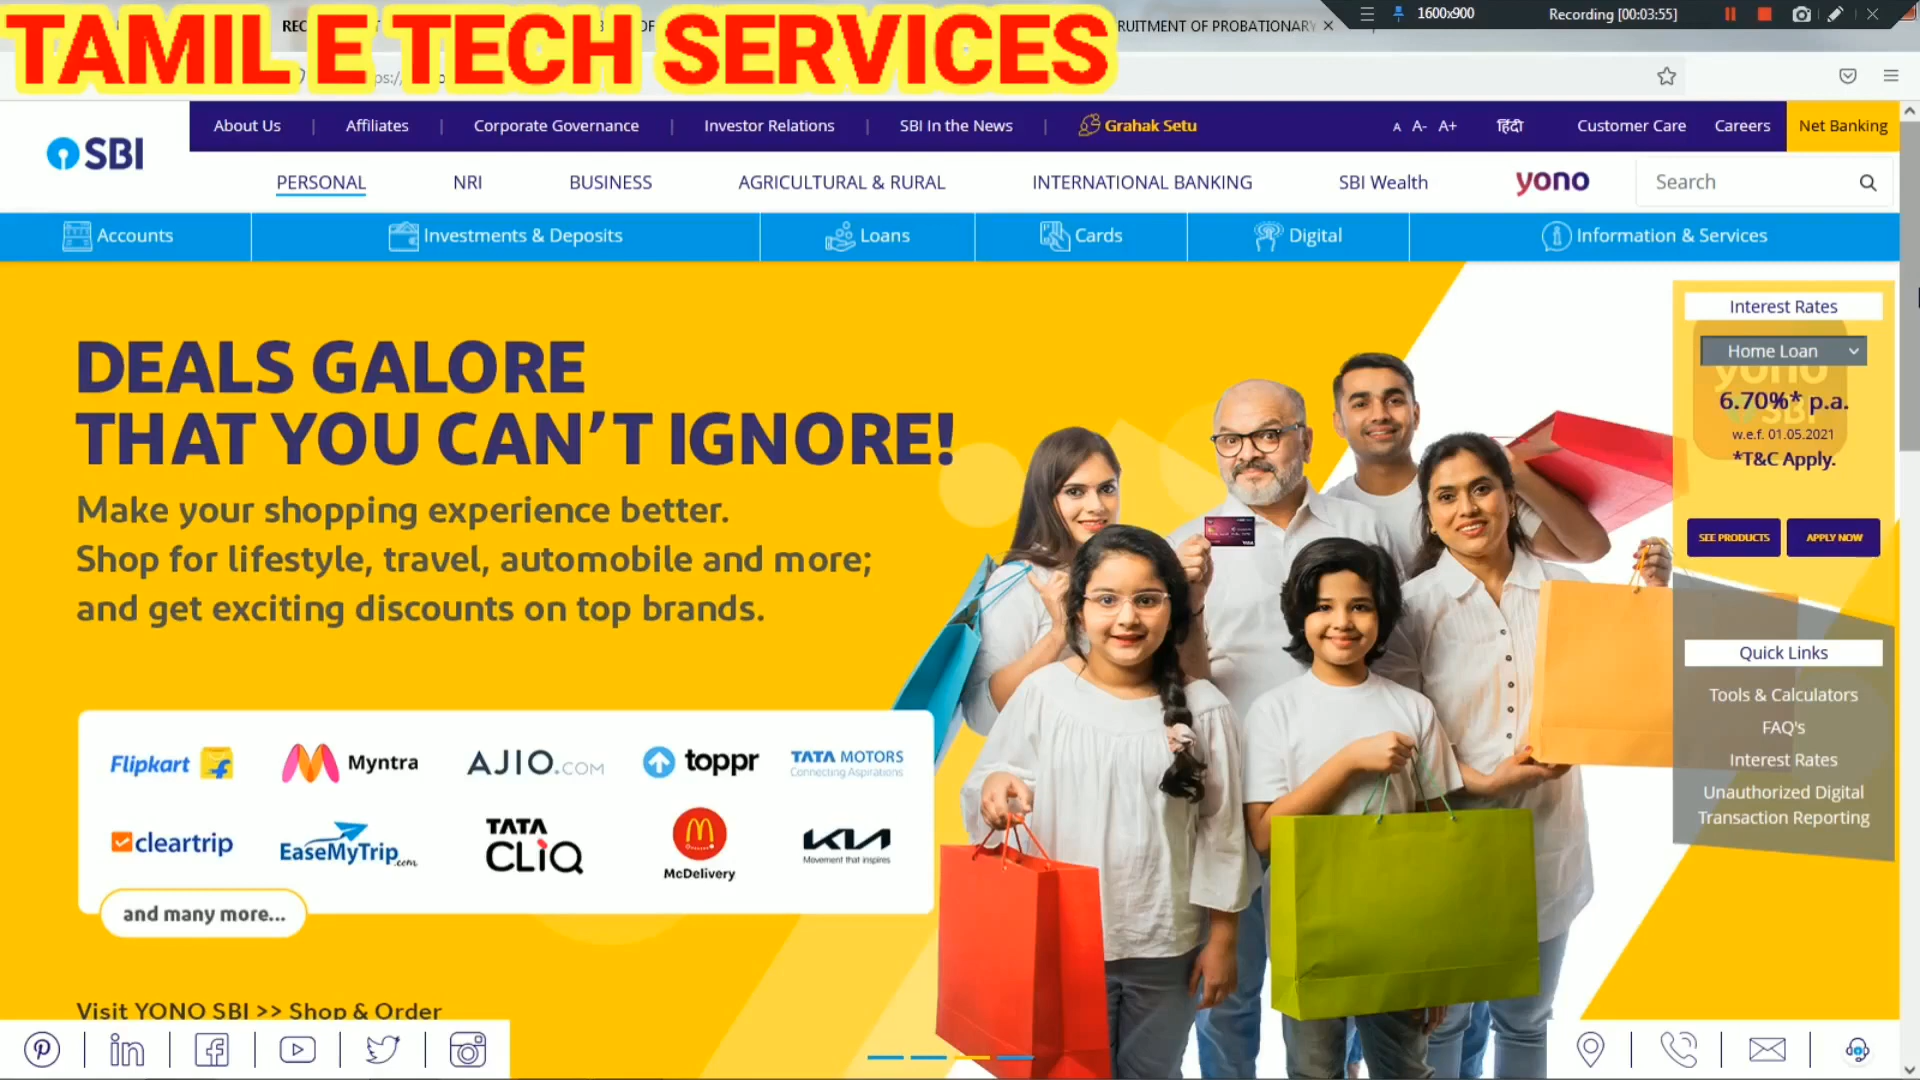 TAMIL E TECH SERVICES
RUITMENT OF PROBATIONARY
1600x900
Recording [00:03:55]
SBI
About Us
Affiliates
Corporate Governance
Investor Relations
SBI In the News
Grahak Setu
A A- A+
हिंदी
Customer Care
Careers
Net Banking
PERSONAL
NRI
BUSINESS
AGRICULTURAL & RURAL
INTERNATIONAL BANKING
SBI Wealth
yono
Search
Accounts
Investments & Deposits
Loans
Cards
Digital
Information & Services
DEALS GALORE
THAT YOU CAN’T IGNORE!
Make your shopping experience better.
Shop for lifestyle, travel, automobile and more;
and get exciting discounts on top brands.
Flipkart
Myntra
AJIO.COM
toppr
TATA MOTORS
Connecting Aspirations
cleartrip
EaseMyTrip.com
TATA
CLiQ
McDelivery
KIA
Movement that inspires
and many more...
Visit YONO SBI >> Shop & Order
Interest Rates
Home Loan
yono
SBI
6.70%* p.a.
w.e.f. 01.05.2021
*T&C Apply.
SEE PRODUCTS
APPLY NOW
Quick Links
Tools & Calculators
FAQ's
Interest Rates
Unauthorized Digital
Transaction Reporting